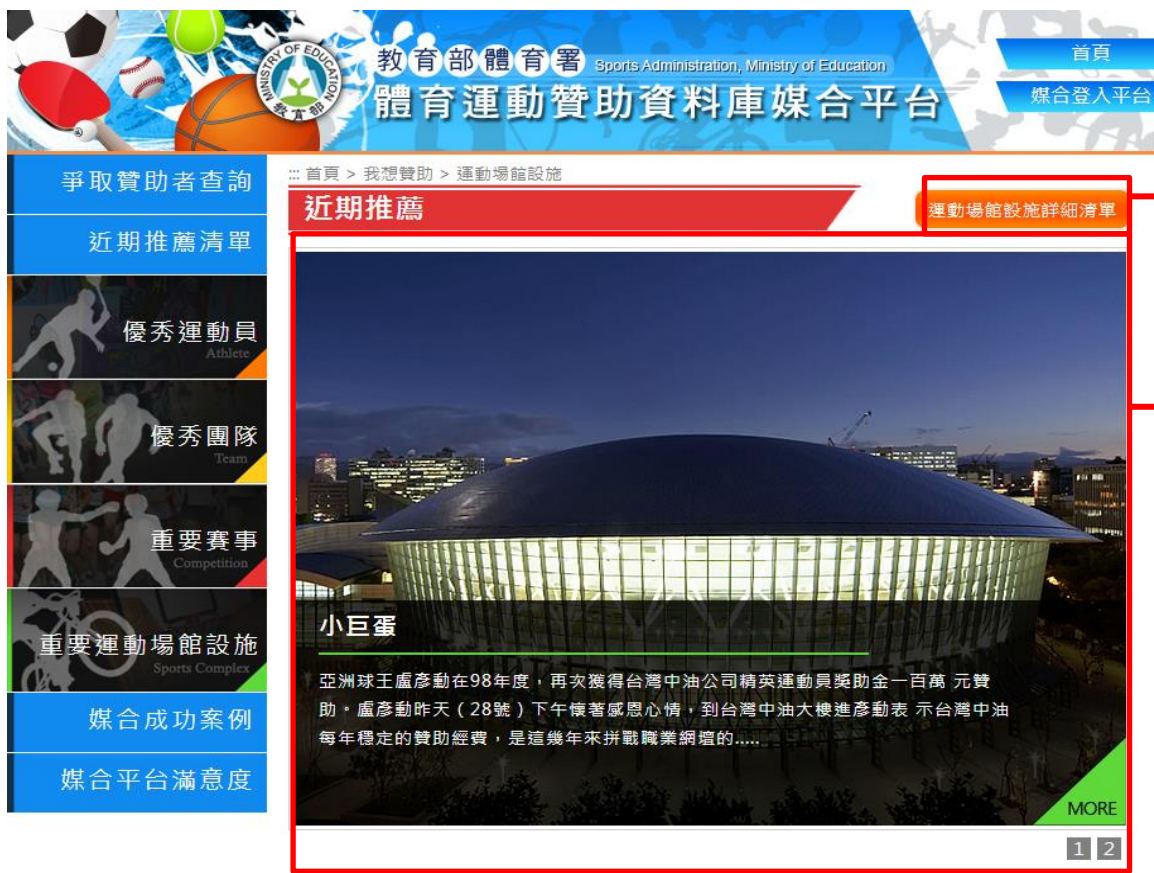 MINISTRY OF EDUCATION
教育部
教育部體育署 Sports Administration, Ministry of Education
體育運動贊助資料庫媒合平台
首頁
媒合登入平台
爭取贊助者查詢
近期推薦清單
優秀運動員
Athlete
優秀團隊
Team
重要賽事
Competition
重要運動場館設施
Sports Complex
媒合成功案例
媒合平台滿意度
::: 首頁 > 我想贊助 > 運動場館設施
近期推薦
運動場館設施詳細清單
小巨蛋
亞洲球王盧彥動在98年度，再次獲得台灣中油公司精英運動員獎助金一百萬 元贊
助。盧彥動昨天（28號）下午懷著感恩心情，到台灣中油大樓進彥動表 示台灣中油
每年穩定的贊助經費，是這幾年來拼戰職業網壇的.....
MORE
1 2